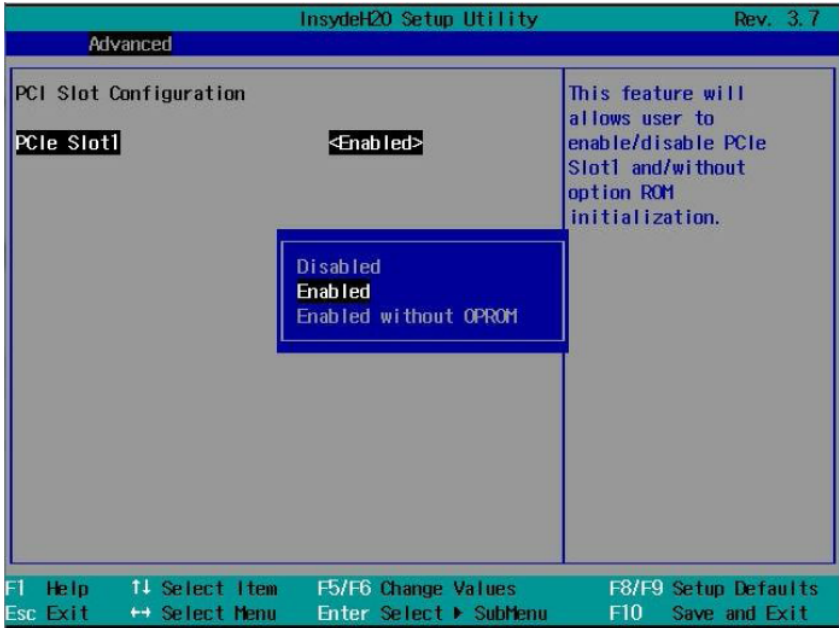 InsydeH2O Setup Utility Rev. 3.7
Advanced
PCI Slot Configuration
PCIe Slot1 <Enabled>
This feature will
allows user to
enable/disable PCIe
Slot1 and/without
option ROM
initialization.
Disabled
Enabled
Enabled without OPROM
F1 Help ↑↓ Select Item F5/F6 Change Values F8/F9 Setup Defaults
Esc Exit ↔ Select Menu Enter Select ▶ SubMenu F10 Save and Exit